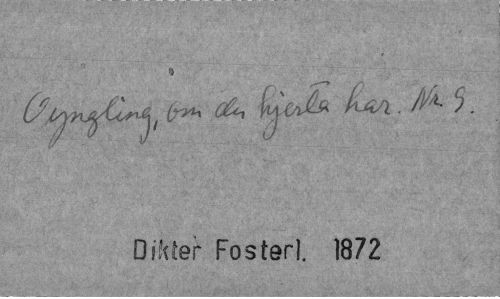 O yngling, om du hjerta har. Nr. 9.
Dikter Fosterl. 1872